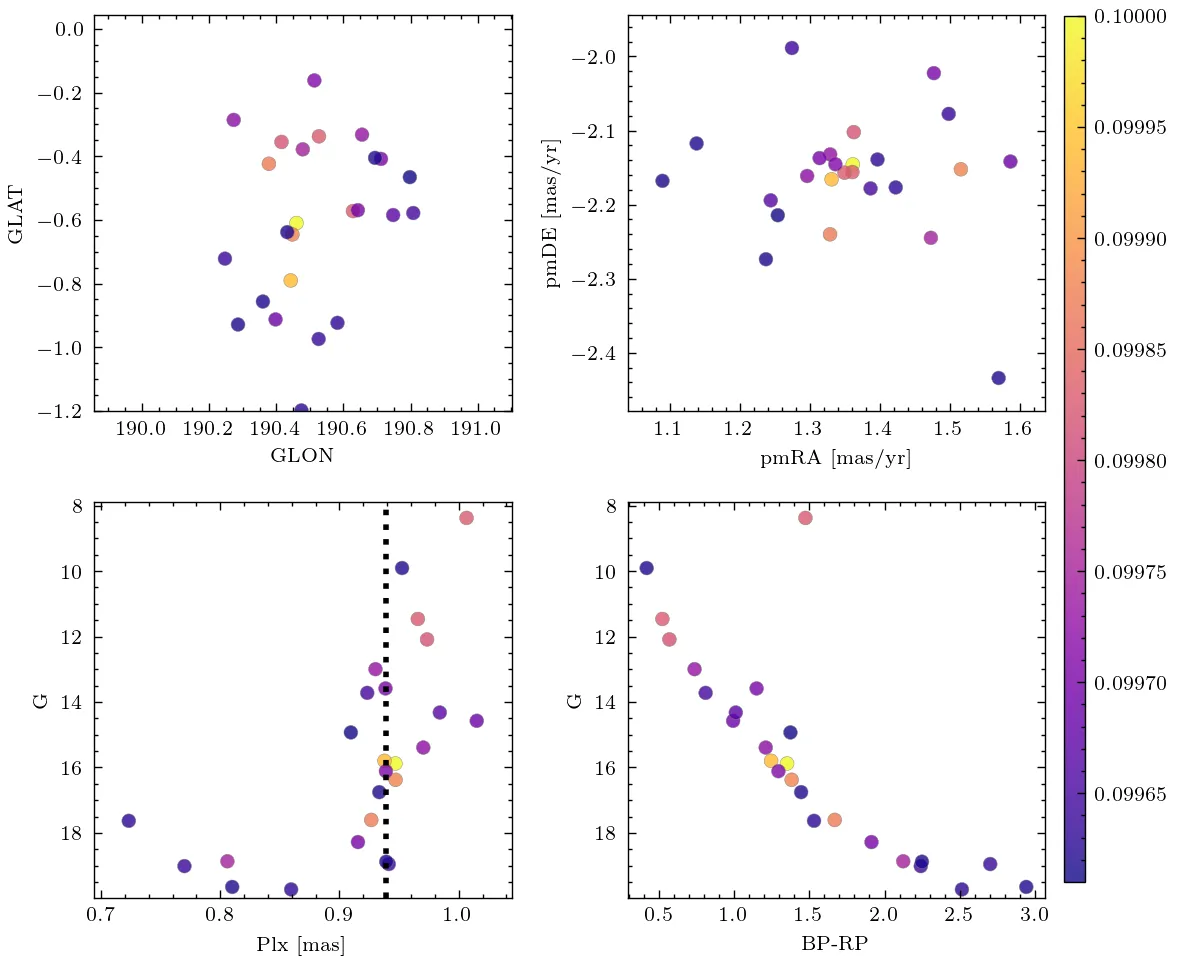 0.0
−0.2
−0.4
−0.6
−0.8
−1.0
−1.2
GLAT
190.0 190.2 190.4 190.6 190.8 191.0
GLON
−2.0
−2.1
−2.2
−2.3
−2.4
pmDE [mas/yr]
1.1 1.2 1.3 1.4 1.5 1.6
pmRA [mas/yr]
0.10000
0.09995
0.09990
0.09985
0.09980
0.09975
0.09970
0.09965
8
10
12
14
16
18
G
0.7 0.8 0.9 1.0
Plx [mas]
8
10
12
14
16
18
G
0.5 1.0 1.5 2.0 2.5 3.0
BP-RP